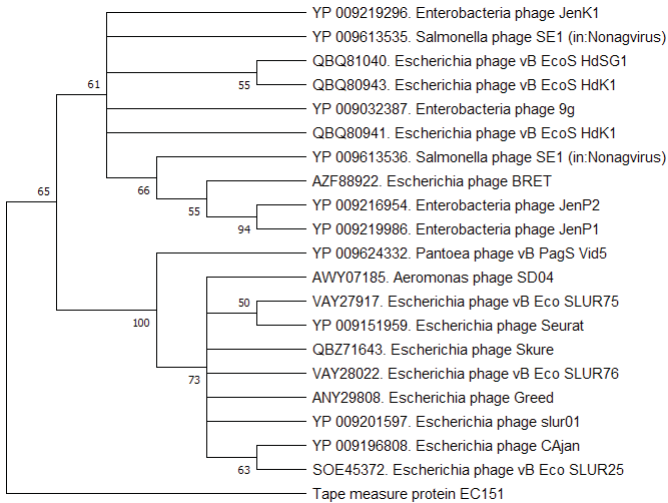 YP 009219296. Enterobacteria phage JenK1
YP 009613535. Salmonella phage SE1 (in:Nonagvirus)
QBQ81040. Escherichia phage vB EcoS HdSG1
55
QBQ80943. Escherichia phage vB EcoS HdK1
61
YP 009032387. Enterobacteria phage 9g
QBQ80941. Escherichia phage vB EcoS HdK1
YP 009613536. Salmonella phage SE1 (in:Nonagvirus)
66
AZF88922. Escherichia phage BRET
65
YP 009216954. Enterobacteria phage JenP2
55
94
YP 009219986. Enterobacteria phage JenP1
YP 009624332. Pantoea phage vB PagS Vid5
AWY07185. Aeromonas phage SD04
50
VAY27917. Escherichia phage vB Eco SLUR75
100
YP 009151959. Escherichia phage Seurat
QBZ71643. Escherichia phage Skure
73
VAY28022. Escherichia phage vB Eco SLUR76
ANY29808. Escherichia phage Greed
YP 009201597. Escherichia phage slur01
YP 009196808. Escherichia phage CAjan
63
SOE45372. Escherichia phage vB Eco SLUR25
Tape measure protein EC151